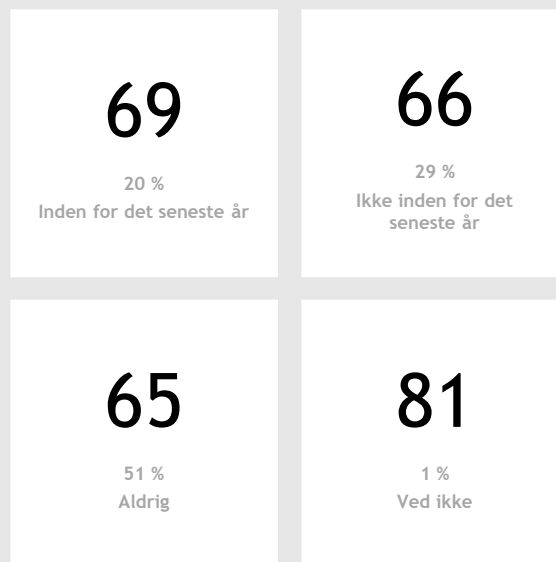 69
20 %
Inden for det seneste år
66
29 %
Ikke inden for det
seneste år
65
51 %
Aldrig
81
1 %
Ved ikke